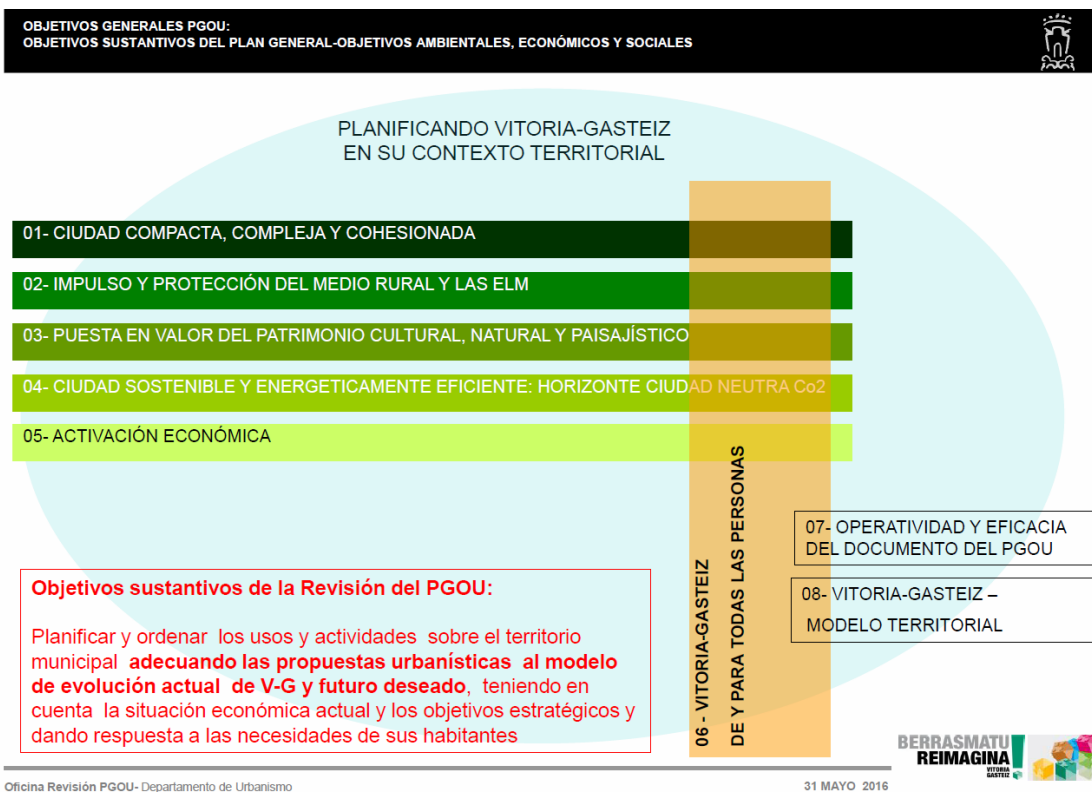 OBJETIVOS GENERALES PGOU:
OBJETIVOS SUSTANTIVOS DEL PLAN GENERAL-OBJETIVOS AMBIENTALES, ECONÓMICOS Y SOCIALES
PLANIFICANDO VITORIA-GASTEIZ
EN SU CONTEXTO TERRITORIAL
01- CIUDAD COMPACTA, COMPLEJA Y COHESIONADA
02- IMPULSO Y PROTECCIÓN DEL MEDIO RURAL Y LAS ELM
03- PUESTA EN VALOR DEL PATRIMONIO CULTURAL, NATURAL Y PAISAJÍSTICO
04- CIUDAD SOSTENIBLE Y ENERGETICAMENTE EFICIENTE: HORIZONTE CIUDAD NEUTRA Co2
05- ACTIVACIÓN ECONÓMICA
06 - VITORIA-GASTEIZ
DE Y PARA TODAS LAS PERSONAS
07- OPERATIVIDAD Y EFICACIA
DEL DOCUMENTO DEL PGOU
08- VITORIA-GASTEIZ –
MODELO TERRITORIAL
Objetivos sustantivos de la Revisión del PGOU:
Planificar y ordenar los usos y actividades sobre el territorio
municipal adecuando las propuestas urbanísticas al modelo
de evolución actual de V-G y futuro deseado, teniendo en
cuenta la situación económica actual y los objetivos estratégicos y
dando respuesta a las necesidades de sus habitantes
BERRASMATU
REIMAGINA
VITORIA
GASTEIZ
Oficina Revisión PGOU- Departamento de Urbanismo
31 MAYO 2016